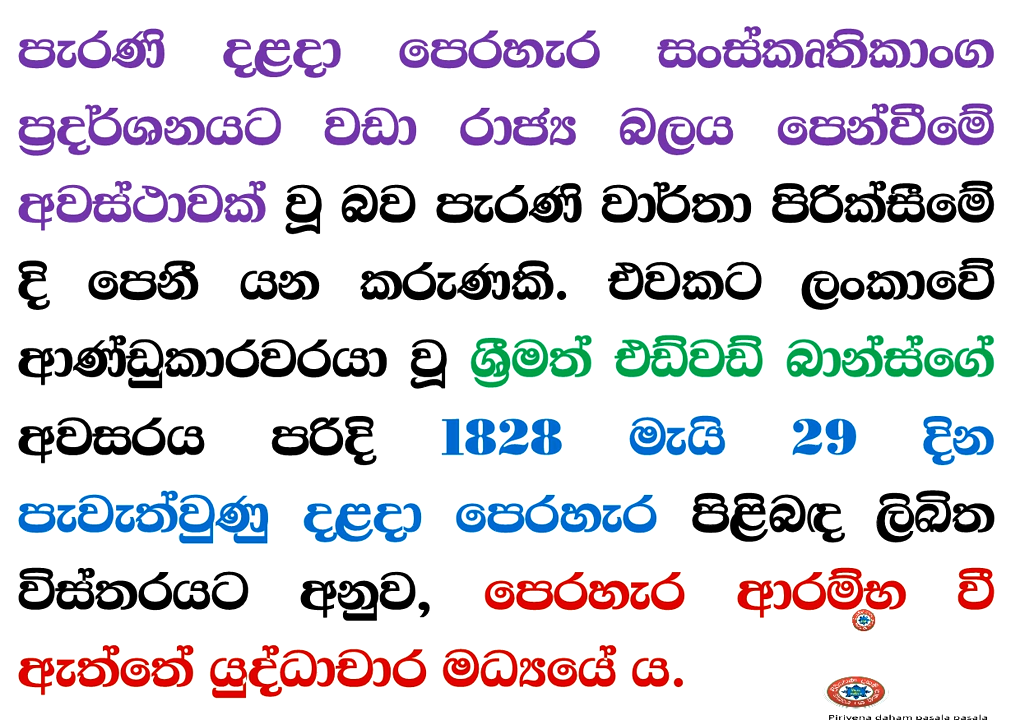 පැරණි දළදා පෙරහැර සංස්කෘතිකාංග
ප්‍රදර්ශනයට වඩා රාජ්‍ය බලය පෙන්වීමේ
අවස්ථාවක් වූ බව පැරණි වාර්තා පිරික්සීමේ
දි පෙනී යන කරුණකි. එවකට ලංකාවේ
ආණ්ඩුකාරවරයා වූ ශ්‍රීමත් එඩ්වඩ් බාන්ස්ගේ
අවසරය පරිදි 1828 මැයි 29 දින
පැවැත්වුණු දළදා පෙරහැර පිළිබඳ ලිඛිත
විස්තරයට අනුව, පෙරහැර ආරම්භ වී
ඇත්තේ යුද්ධාචාර මධ්‍යයේ ය.
Pirivena daham pasala pasala